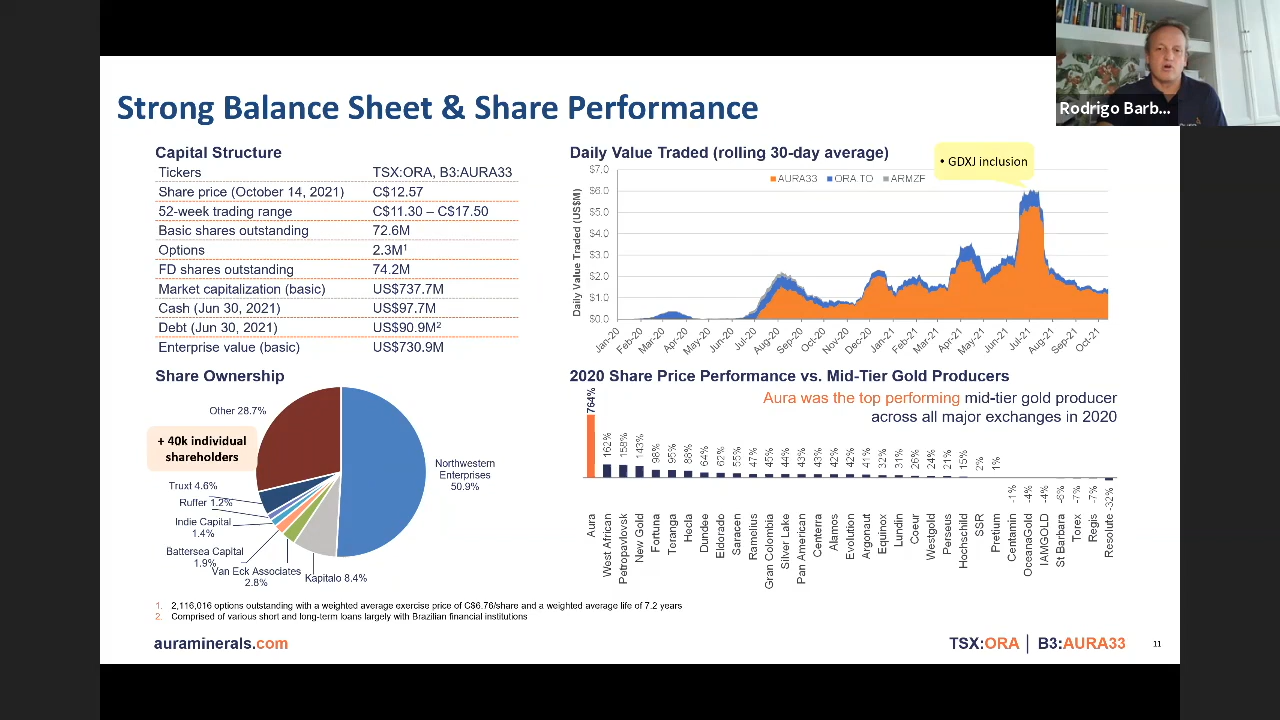 Rodrigo Barb...
Strong Balance Sheet & Share Performance
Capital Structure
Tickers TSX:ORA, B3:AURA33
Share price (October 14, 2021) C$12.57
52-week trading range C$11.30 – C$17.50
Basic shares outstanding 72.6M
Options 2.3M¹
FD shares outstanding 74.2M
Market capitalization (basic) US$737.7M
Cash (Jun 30, 2021) US$97.7M
Debt (Jun 30, 2021) US$90.9M²
Enterprise value (basic) US$730.9M
Daily Value Traded (rolling 30-day average)
• GDXJ inclusion
AURA33 ORA TO ARMZF
Daily Value Traded (US$M)
$7.0
$6.0
$5.0
$4.0
$3.0
$2.0
$1.0
$0.0
Jan-20 Feb-20 Mar-20 Apr-20 May-20 Jun-20 Jul-20 Aug-20 Sep-20 Oct-20 Nov-20 Dec-20 Jan-21 Feb-21 Mar-21 Apr-21 May-21 Jun-21 Jul-21 Aug-21 Sep-21 Oct-21
Share Ownership
Other 28.7%
+ 40k individual
shareholders
Truxt 4.6%
Ruffer 1.2%
Indie Capital
1.4%
Battersea Capital
1.9%
Van Eck Associates
2.8%
Kapitalo 8.4%
Northwestern
Enterprises
50.9%
2020 Share Price Performance vs. Mid-Tier Gold Producers
Aura was the top performing mid-tier gold producer
across all major exchanges in 2020
764% 162% 158% 143% 98% 95% 88% 64% 62% 55% 47% 45% 44% 43% 43% 42% 42% 41% 32% 31% 26% 24% 21% 15% 2% 1% -1% -4% -4% -6% -7% -7% -32%
Aura West African Petropavlovsk New Gold Fortuna Teranga Hecla Dundee Eldorado Saracen Ramelius Gran Colombia Silver Lake Pan American Centerra Alamos Evolution Argonaut Equinox Lundin Coeur Westgold Perseus Hochschild SSR Pretium Centamin OceanaGold IAMGOLD St Barbara Torex Regis Resolute
1. 2,116,016 options outstanding with a weighted average exercise price of C$6.76/share and a weighted average life of 7.2 years
2. Comprised of various short and long-term loans largely with Brazilian financial institutions
auraminerals.com
TSX:ORA | B3:AURA33
11